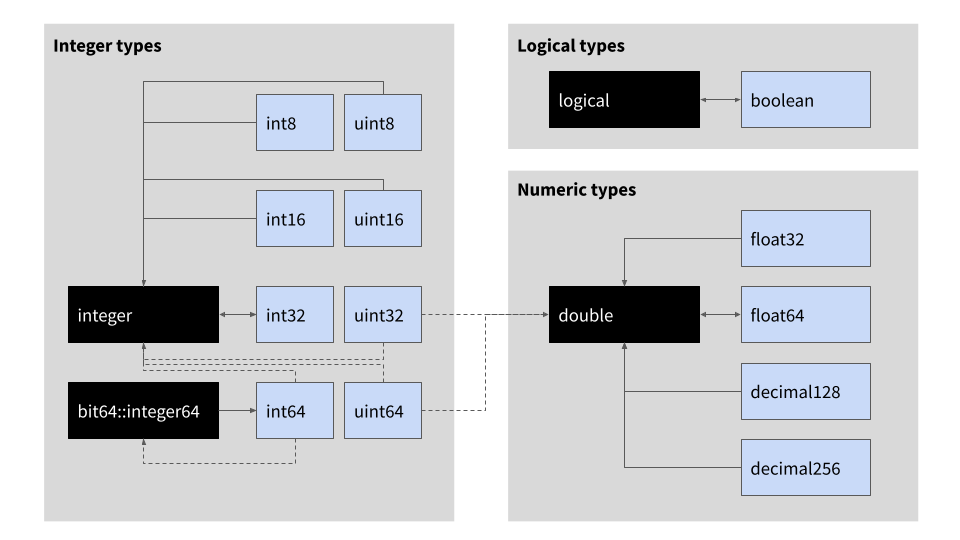 Integer types
int8
uint8
int16
uint16
integer
int32
uint32
bit64::integer64
int64
uint64
Logical types
logical
boolean
Numeric types
float32
double
float64
decimal128
decimal256